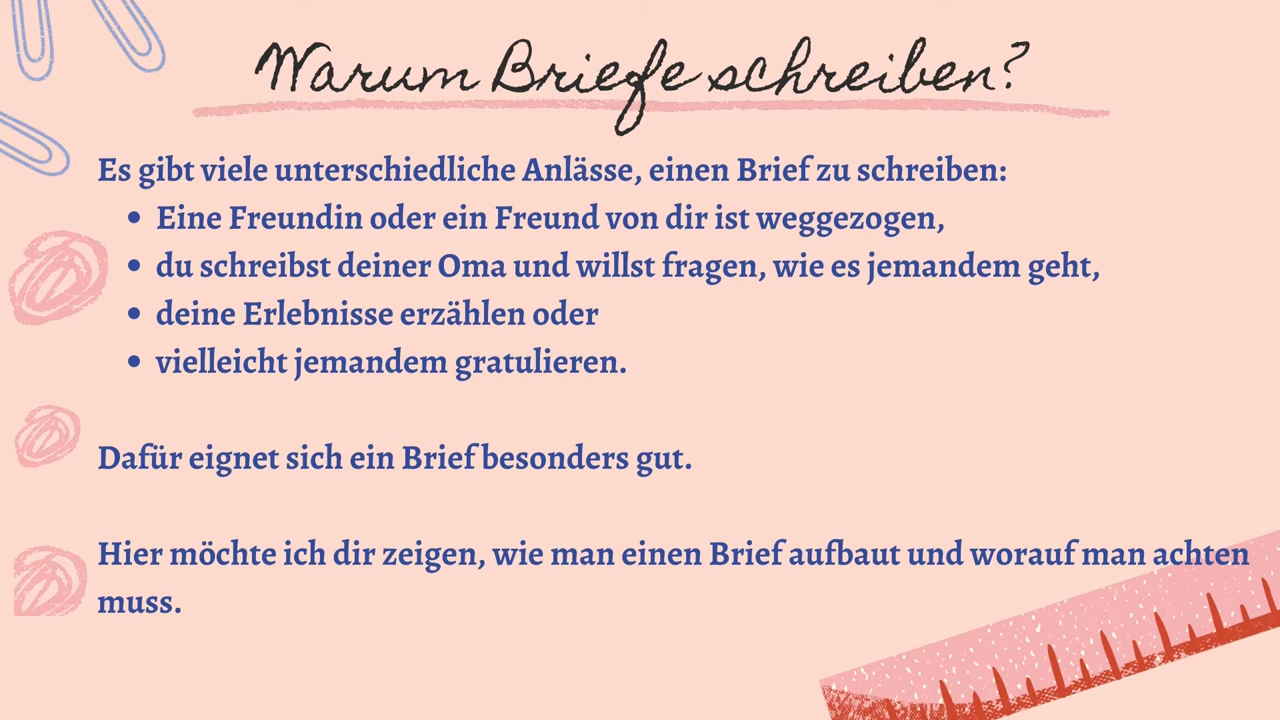 Warum Briefe schreiben?
Es gibt viele unterschiedliche Anlässe, einen Brief zu schreiben:
• Eine Freundin oder ein Freund von dir ist weggezogen,
• du schreibst deiner Oma und willst fragen, wie es jemandem geht,
• deine Erlebnisse erzählen oder
• vielleicht jemandem gratulieren.
Dafür eignet sich ein Brief besonders gut.
Hier möchte ich dir zeigen, wie man einen Brief aufbaut und worauf man achten
muss.